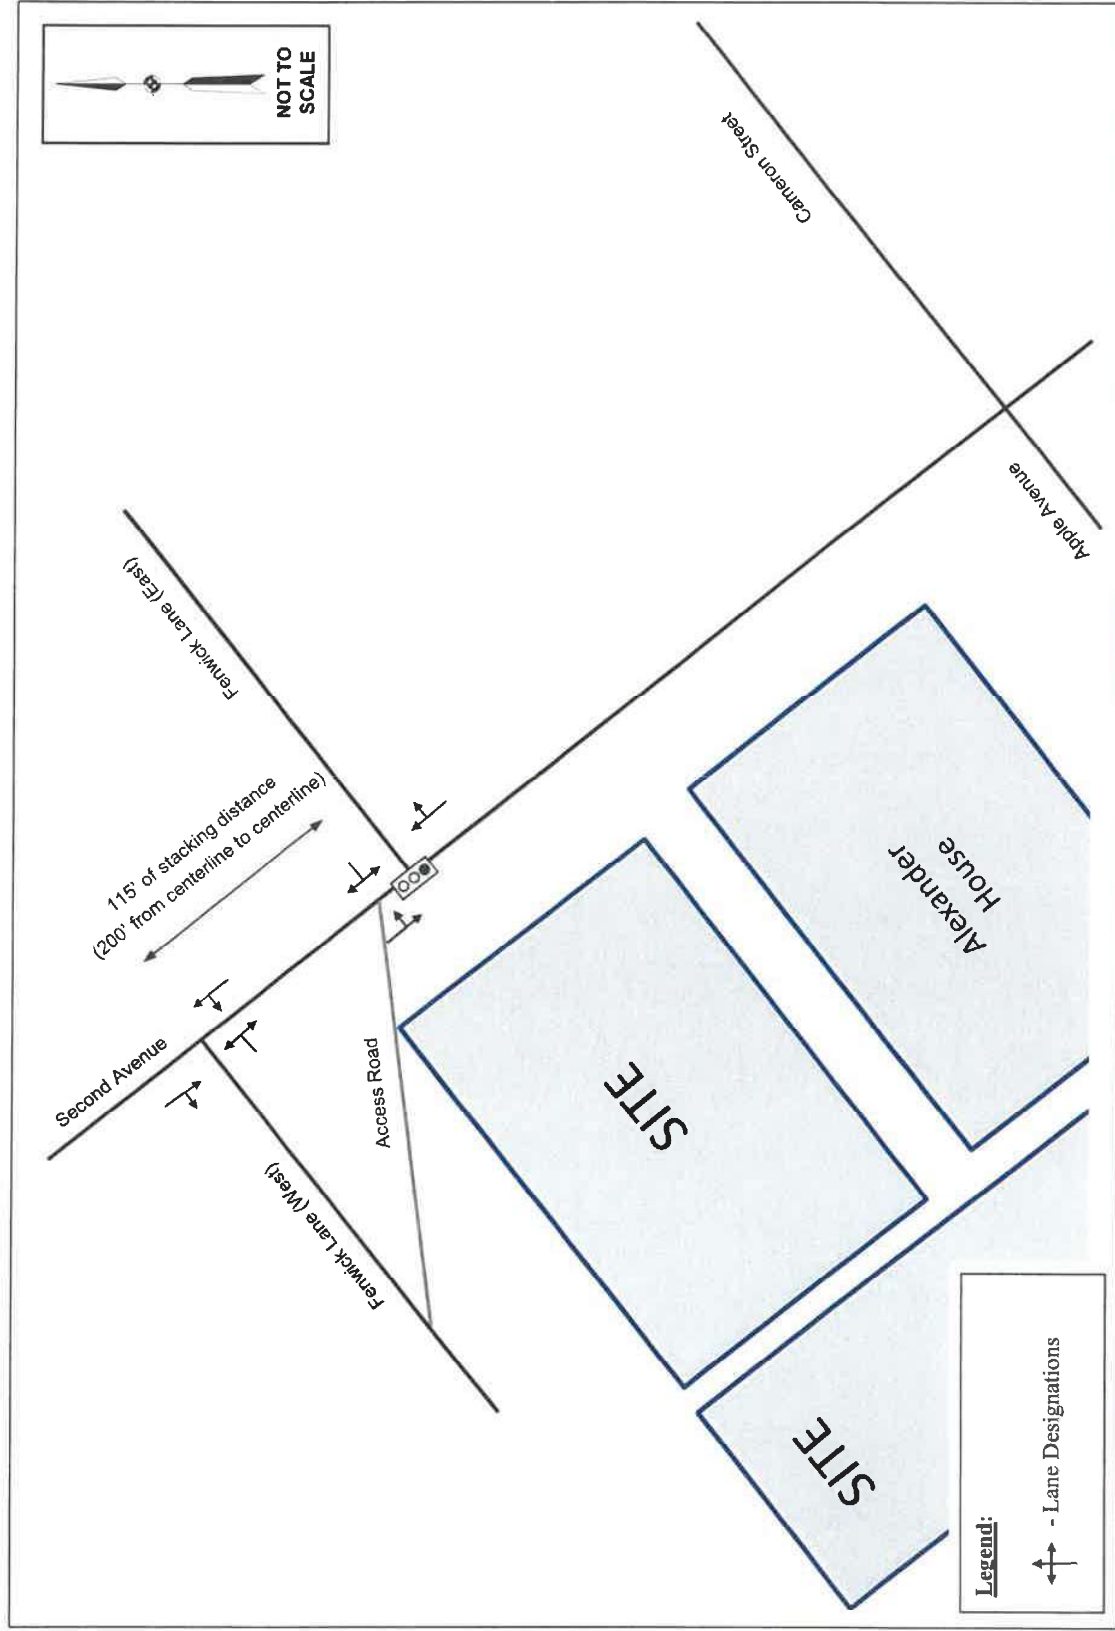 NOT TO
SCALE
Cameron Street
Apple Avenue
Fenwick Lane (East)
115' of stacking distance
(200' from centerline to centerline)
Second Avenue
Access Road
Fenwick Lane (West)
SITE
Alexander
House
SITE
Legend:
- Lane Designations